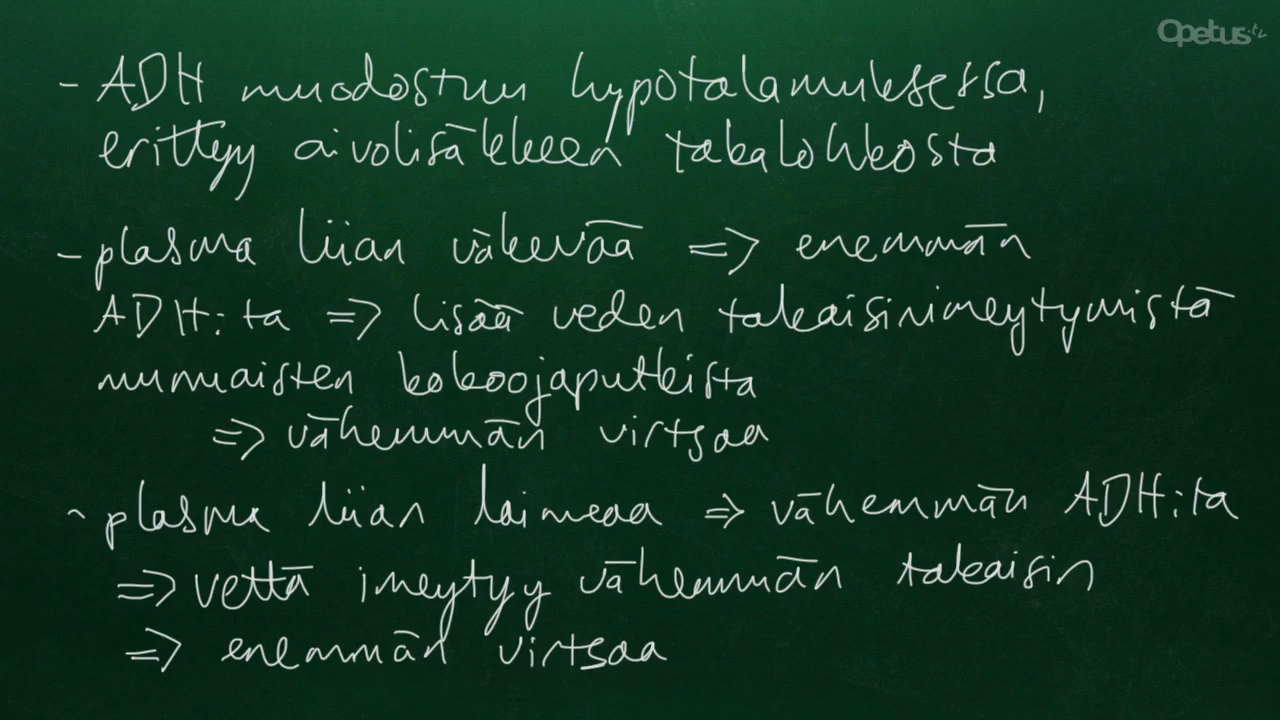 Opetus.tv
- ADH muodostuu hypotalamuksessa,
erittyy aivolisäkkeen takalohkosta
- plasma liian väkevää => enemmän
ADH:ta => lisää veden takaisinimeytymistä
munuaisten kokoojaputkista
=> vähemmän virtsaa
- plasma liian laimeaa => vähemmän ADH:ta
=> vettä imeytyy vähemmän takaisin
=> enemmän virtsaa